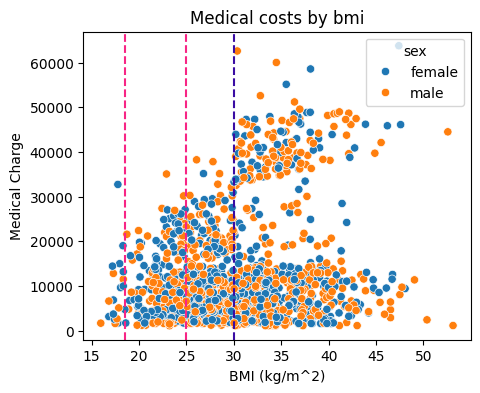 Medical costs by bmi
Medical Charge
60000
50000
40000
30000
20000
10000
0
sex
female
male
15 20 25 30 35 40 45 50
BMI (kg/m^2)